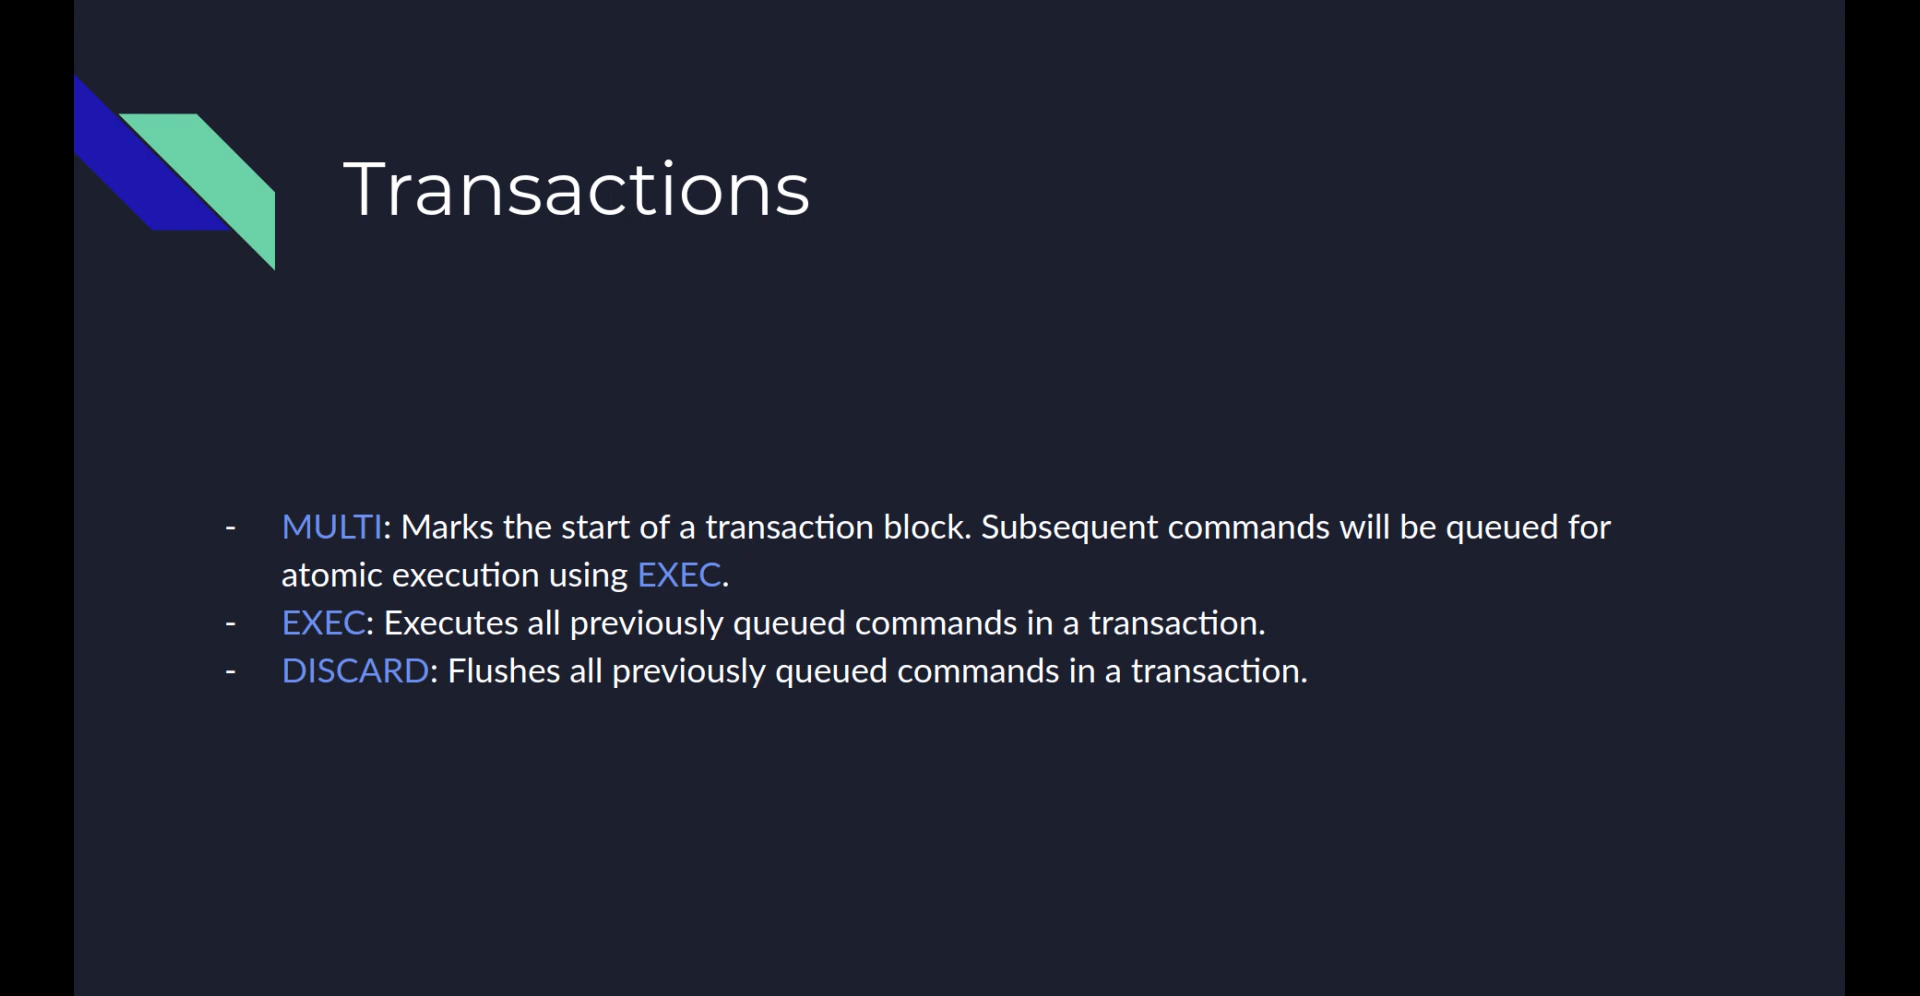 Transactions
- MULTI: Marks the start of a transaction block. Subsequent commands will be queued for
atomic execution using EXEC.
- EXEC: Executes all previously queued commands in a transaction.
- DISCARD: Flushes all previously queued commands in a transaction.